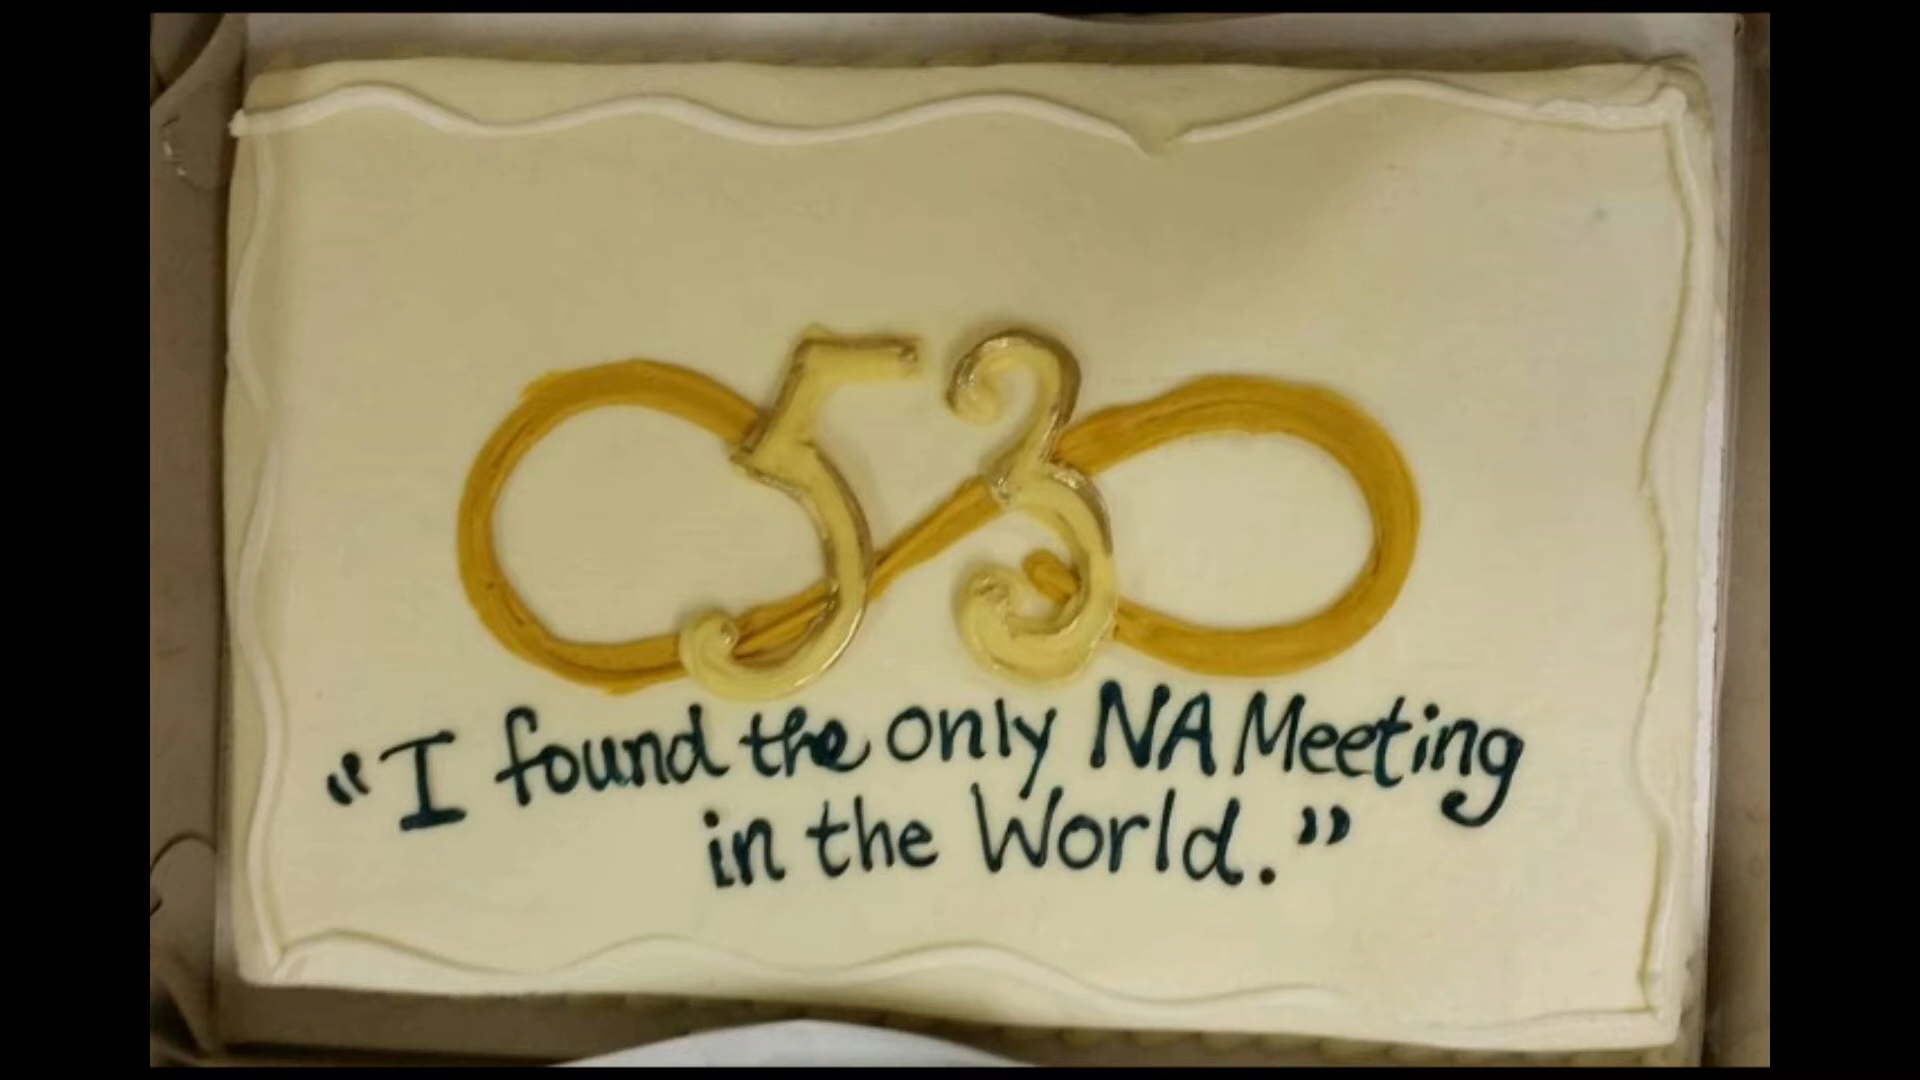 53
“I found the only NA Meeting
in the World.”